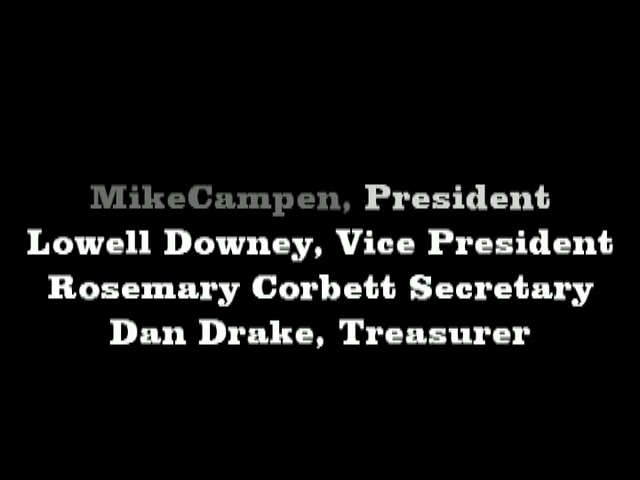 MikeCampen, President
Lowell Downey, Vice President
Rosemary Corbett Secretary
Dan Drake, Treasurer